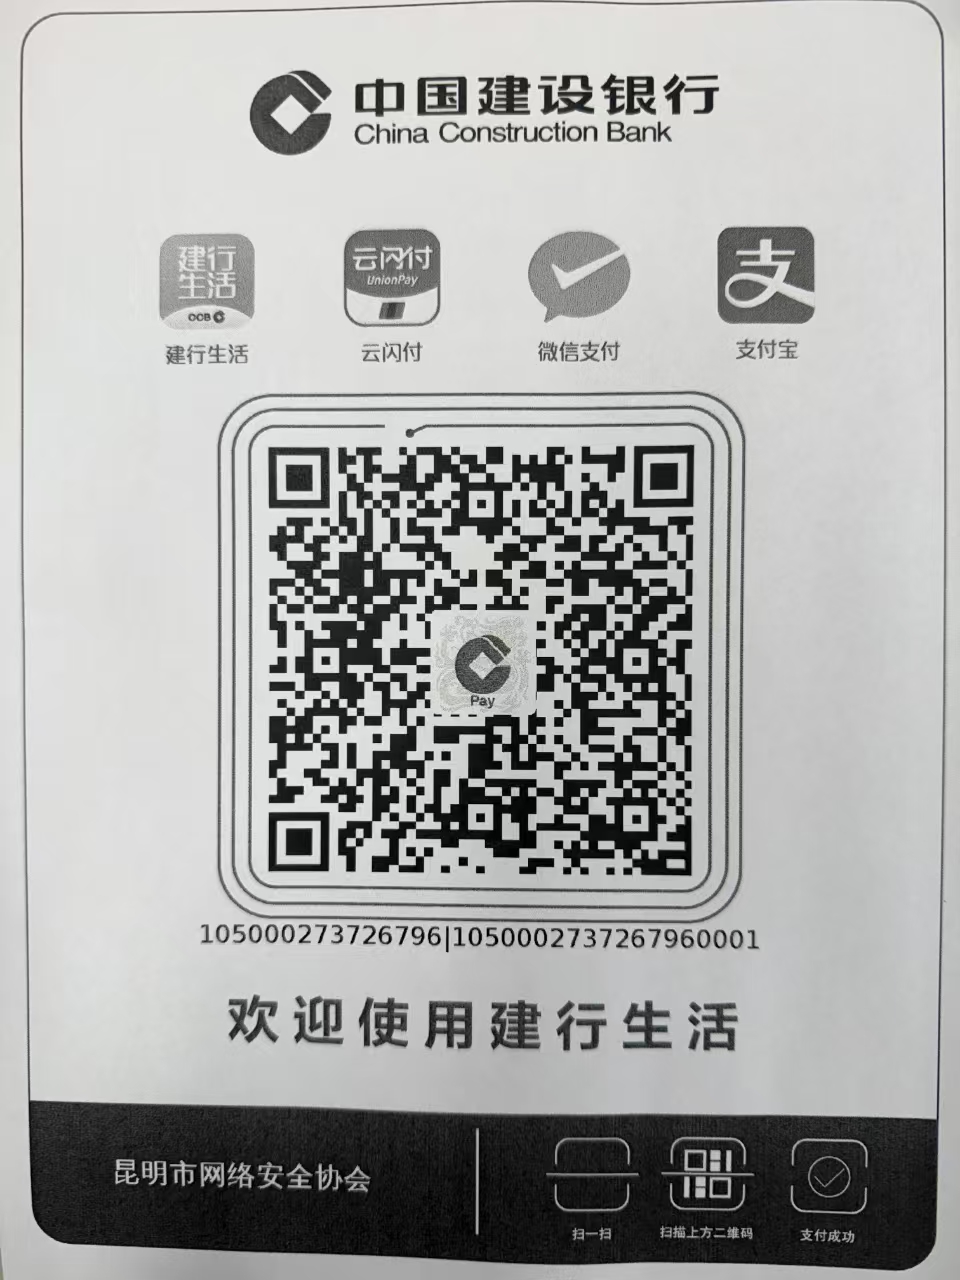 中国建设银行
China Construction Bank
建行
生活
CCB
云闪付
UnionPay
支
建行生活
云闪付
微信支付
支付宝
Pay
105000273726796|1050002737267960001
欢迎使用建行生活
昆明市网络安全协会
扫一扫
扫描上方二维码
支付成功